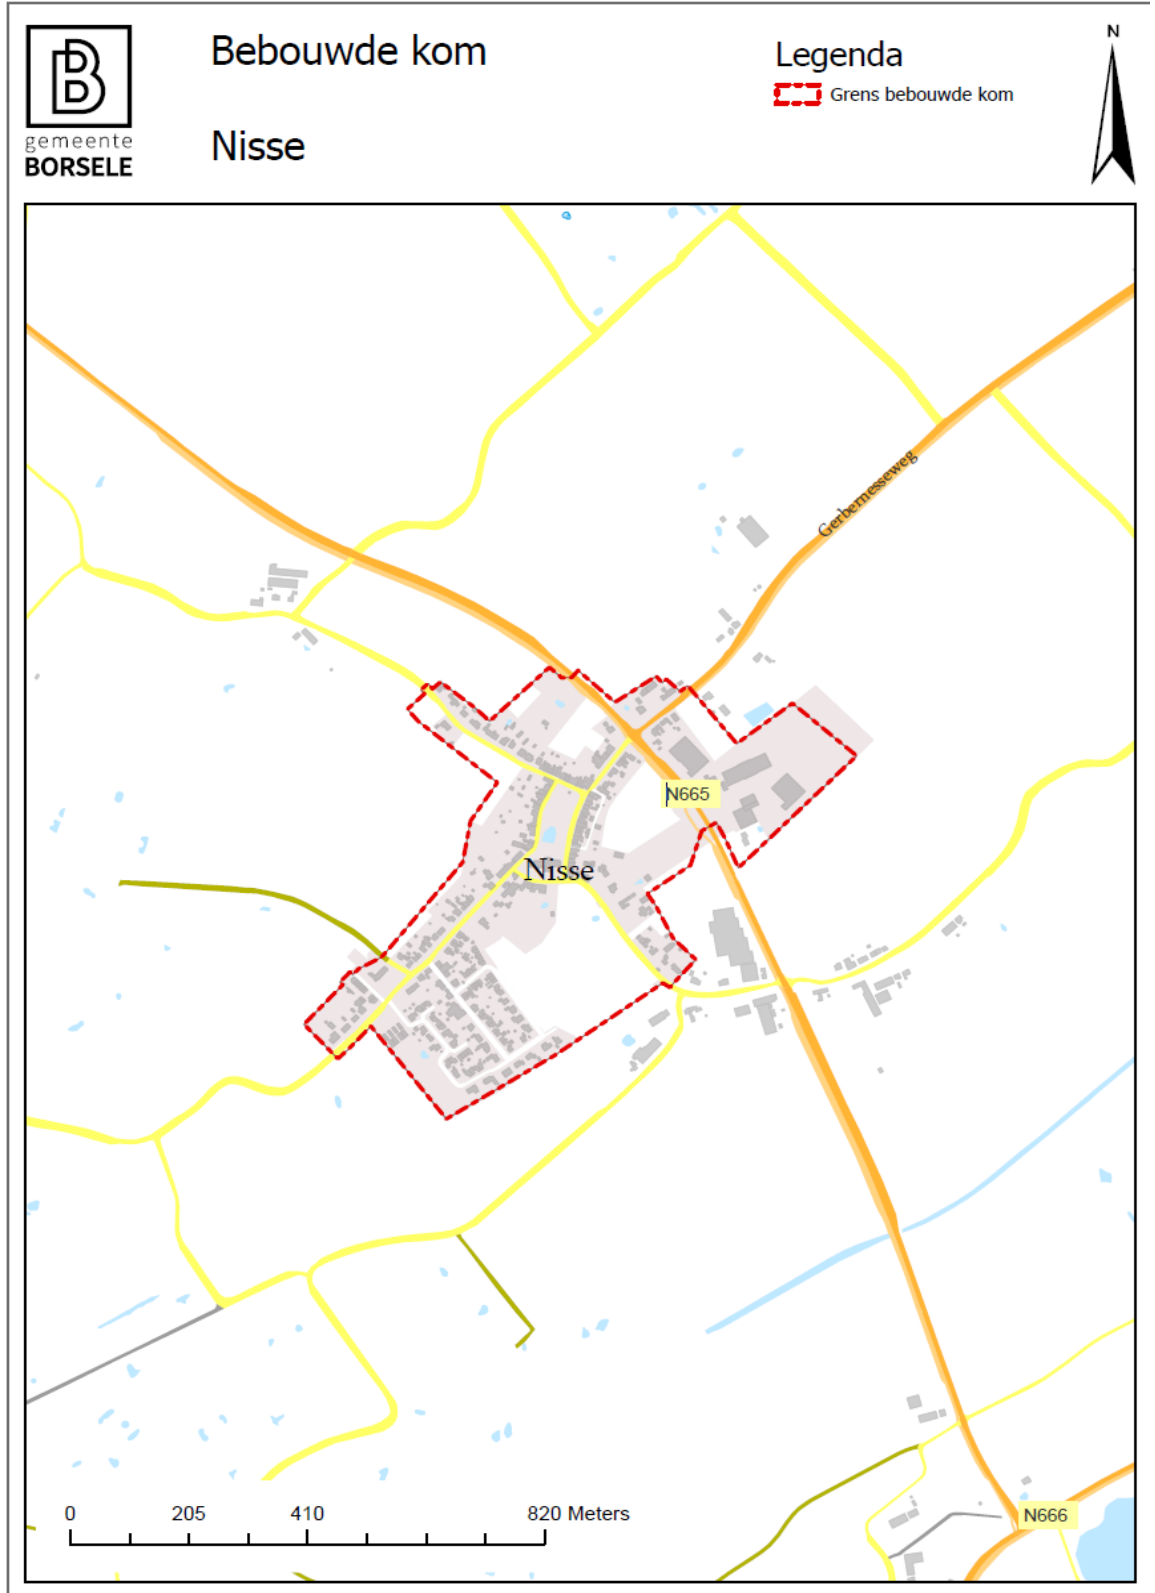 gemeente
BORSELE
Bebouwde kom
Nisse
Legenda
Grens bebouwde kom
N
Gerbernesseweg
N665
Nisse
0 205 410 820 Meters
N666